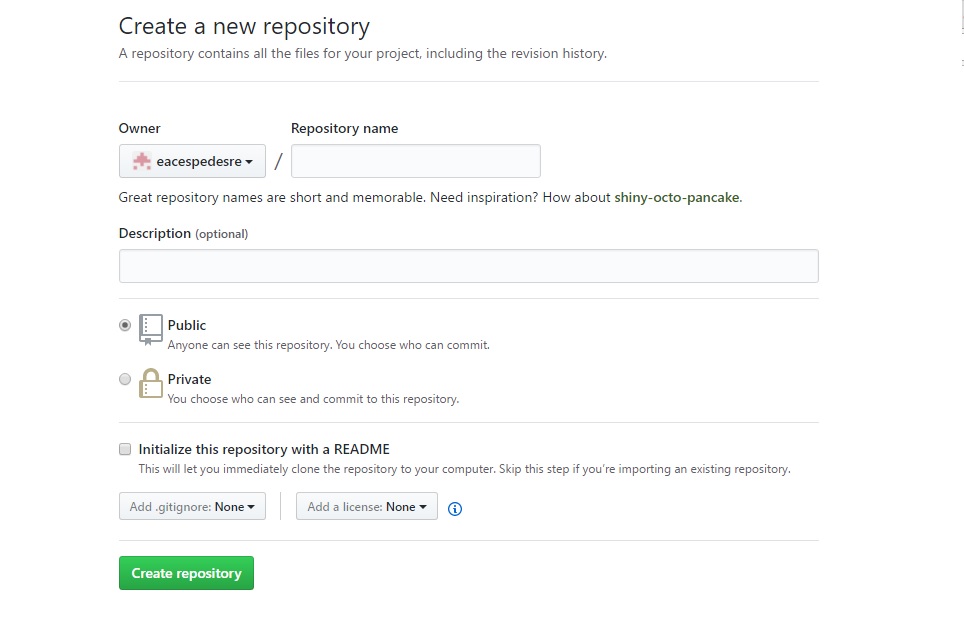 Create a new repository
A repository contains all the files for your project, including the revision history.
Owner Repository name
eacespedesre /
Great repository names are short and memorable. Need inspiration? How about shiny-octo-pancake.
Description (optional)
Public
Anyone can see this repository. You choose who can commit.
Private
You choose who can see and commit to this repository.
Initialize this repository with a README
This will let you immediately clone the repository to your computer. Skip this step if you’re importing an existing repository.
Add .gitignore: None Add a license: None
Create repository